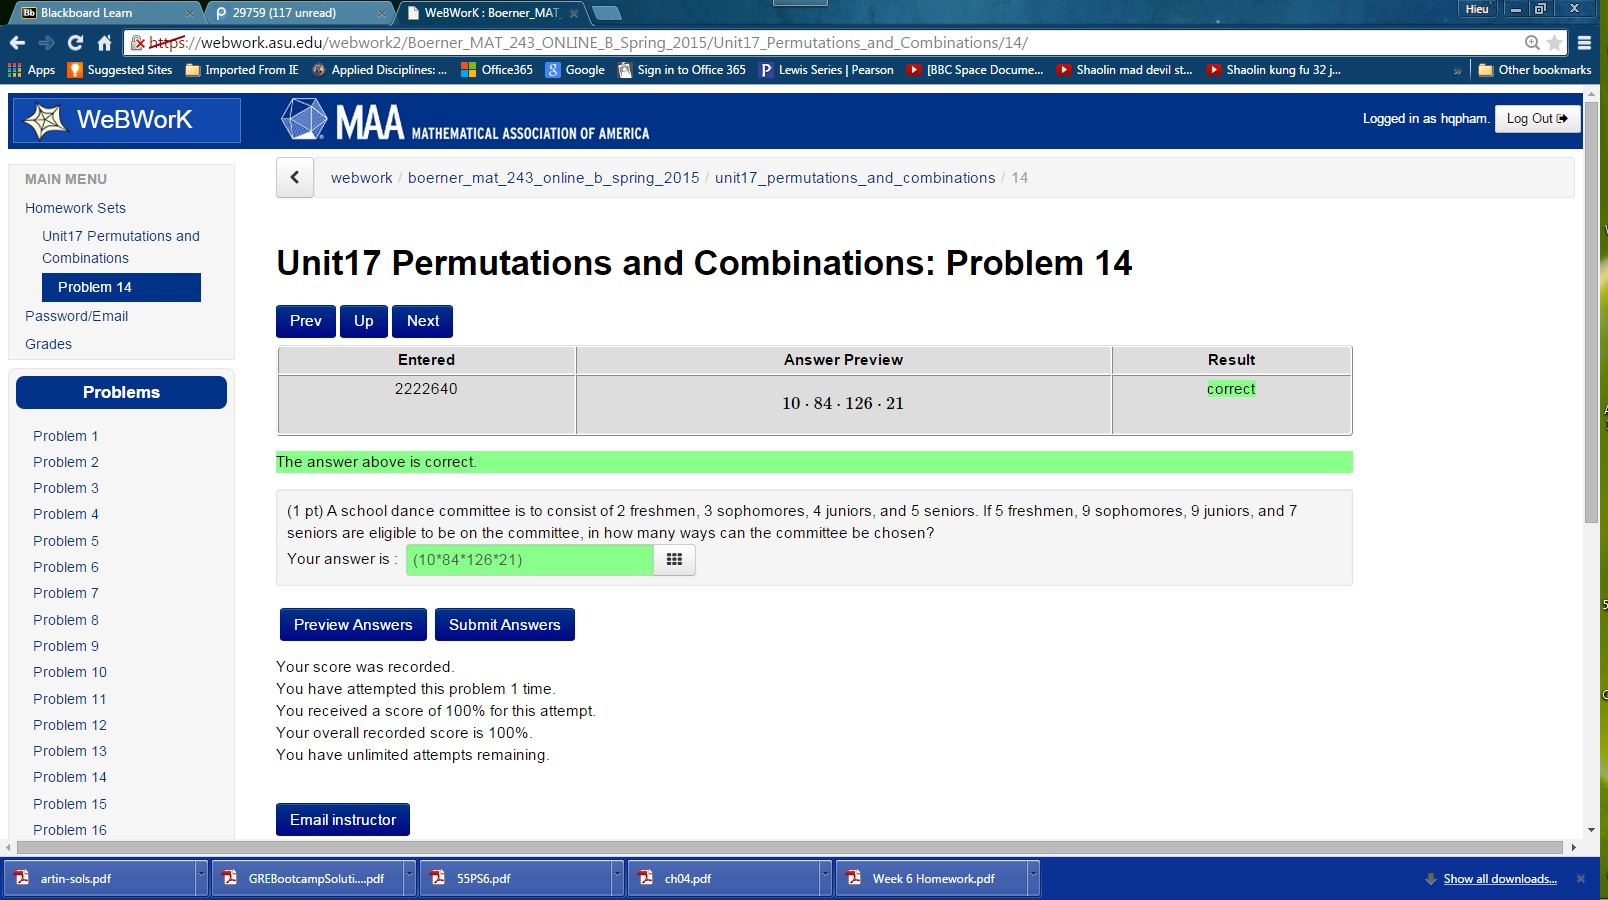 Blackboard Learn
29759 (117 unread)
WeBWorK : Boerner_MAT_
Hieu
https://webwork.asu.edu/webwork2/Boerner_MAT_243_ONLINE_B_Spring_2015/Unit17_Permutations_and_Combinations/14/
Apps
Suggested Sites
Imported From IE
Applied Disciplines: ...
Office365
Google
Sign in to Office 365
Lewis Series | Pearson
[BBC Space Docume...
Shaolin mad devil st...
Shaolin kung fu 32 j...
»
Other bookmarks
WeBWorK
MAA MATHEMATICAL ASSOCIATION OF AMERICA
Logged in as hqpham.
Log Out
MAIN MENU
Homework Sets
Unit17 Permutations and
Combinations
Problem 14
Password/Email
Grades
Problems
Problem 1
Problem 2
Problem 3
Problem 4
Problem 5
Problem 6
Problem 7
Problem 8
Problem 9
Problem 10
Problem 11
Problem 12
Problem 13
Problem 14
Problem 15
Problem 16
webwork / boerner_mat_243_online_b_spring_2015 / unit17_permutations_and_combinations / 14
Unit17 Permutations and Combinations: Problem 14
Prev
Up
Next
Entered Answer Preview Result
2222640 10 · 84 · 126 · 21 correct
The answer above is correct.
(1 pt) A school dance committee is to consist of 2 freshmen, 3 sophomores, 4 juniors, and 5 seniors. If 5 freshmen, 9 sophomores, 9 juniors, and 7
seniors are eligible to be on the committee, in how many ways can the committee be chosen?
Your answer is : (10*84*126*21)
Preview Answers
Submit Answers
Your score was recorded.
You have attempted this problem 1 time.
You received a score of 100% for this attempt.
Your overall recorded score is 100%.
You have unlimited attempts remaining.
Email instructor
artin-sols.pdf
GREBootcampSoluti....pdf
55PS6.pdf
ch04.pdf
Week 6 Homework.pdf
Show all downloads...